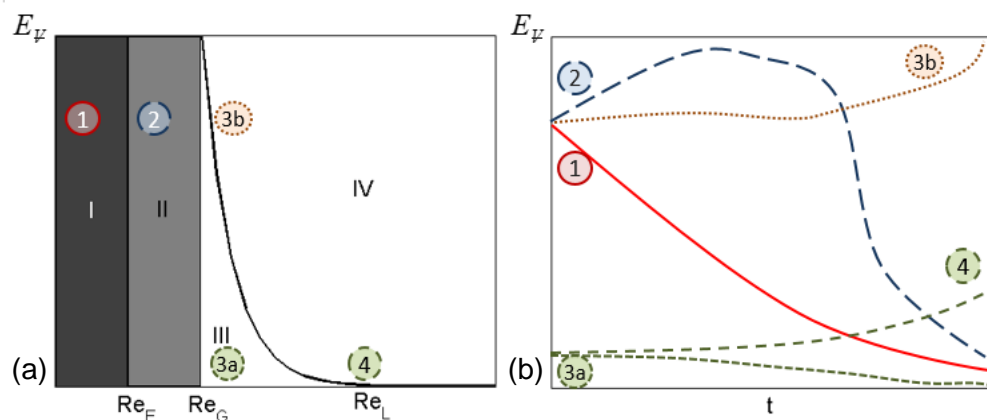 E_V
1
2
3b
I
II
IV
III
3a
4
(a)
Re_E
Re_G
Re_L
E_V
2
3b
1
4
3a
(b)
t